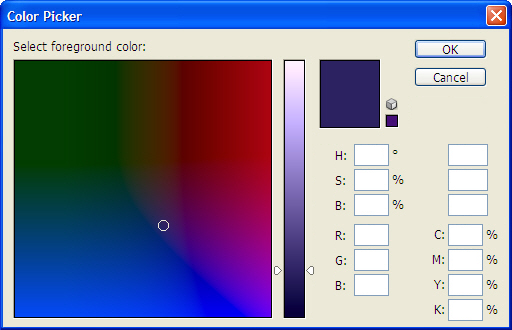 Color Picker
Select foreground color:
OK
Cancel
H: °
S: %
B: %
R:
G:
B:
C: %
M: %
Y: %
K: %